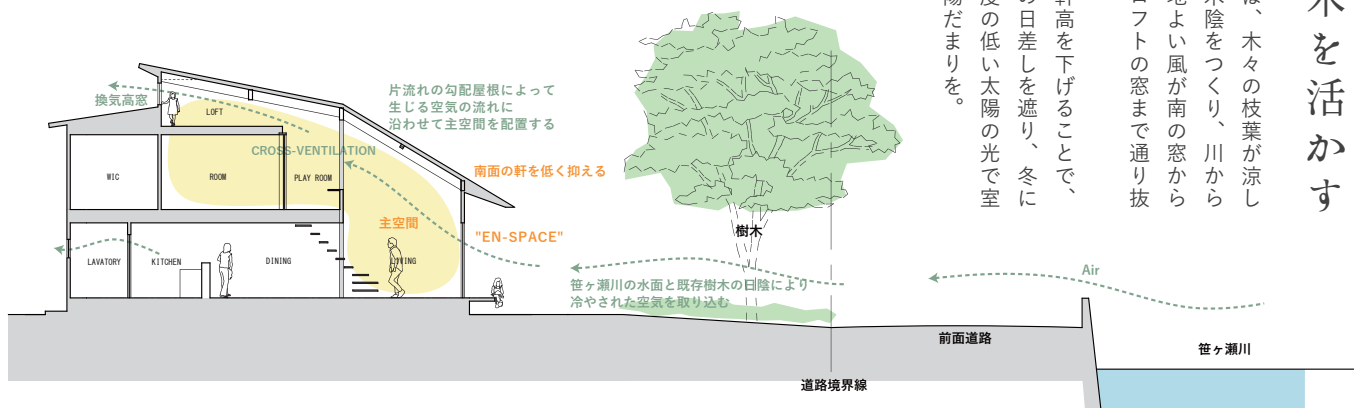 木を活かす
は、木々の枝葉が涼し
木陰をつくり、川から
地よい風が南の窓から
ロフトの窓まで通り抜
軒高を下げることで、
の日差しを遮り、冬に
度の低い太陽の光で室
陽だまりを。
換気高窓
LOFT
片流れの勾配屋根によって
生じる空気の流れに
沿わせて主空間を配置する
CROSS-VENTILATION
WIC
ROOM
PLAY ROOM
南面の軒を低く抑える
主空間
"EN-SPACE"
樹木
LAVATORY
KITCHEN
DINING
LIVING
笹ヶ瀬川の水面と既存樹木の日陰により
冷やされた空気を取り込む
Air
前面道路
笹ヶ瀬川
道路境界線